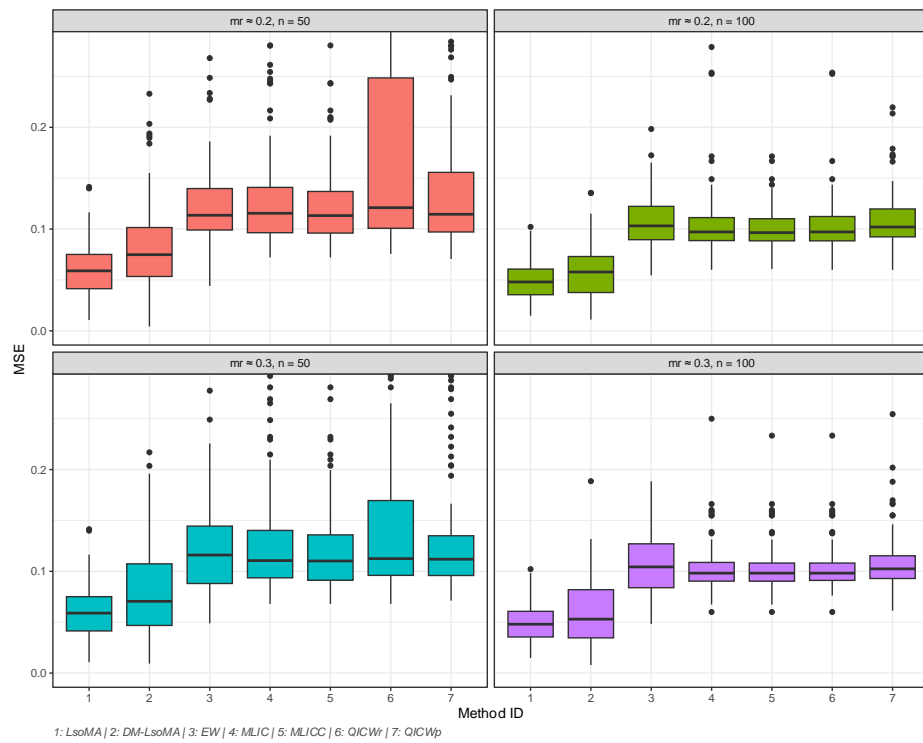 mr ≈ 0.2, n = 50
mr ≈ 0.2, n = 100
0.2
0.1
0.0
MSE
mr ≈ 0.3, n = 50
mr ≈ 0.3, n = 100
0.2
0.1
0.0
1 2 3 4 5 6 7
1 2 3 4 5 6 7
Method ID
1: LsoMA | 2: DM-LsoMA | 3: EW | 4: MLIC | 5: MLICC | 6: QICWr | 7: QICWp